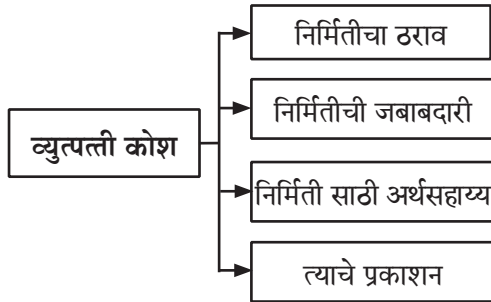 व्युत्पत्ती कोश
निर्मितीचा ठराव
निर्मितीची जबाबदारी
निर्मिती साठी अर्थसहाय्य
त्याचे प्रकाशन